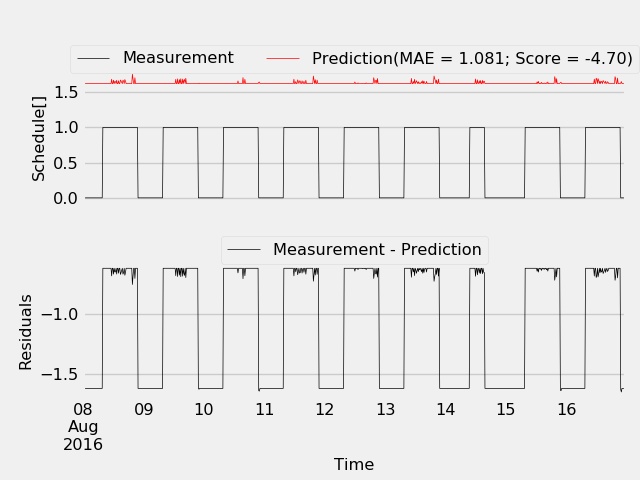 Measurement Prediction(MAE = 1.081; Score = -4.70)
1.5
1.0
0.5
0.0
Schedule[]
Measurement - Prediction
−1.0
−1.5
Residuals
08 09 10 11 12 13 14 15 16
Aug
2016
Time